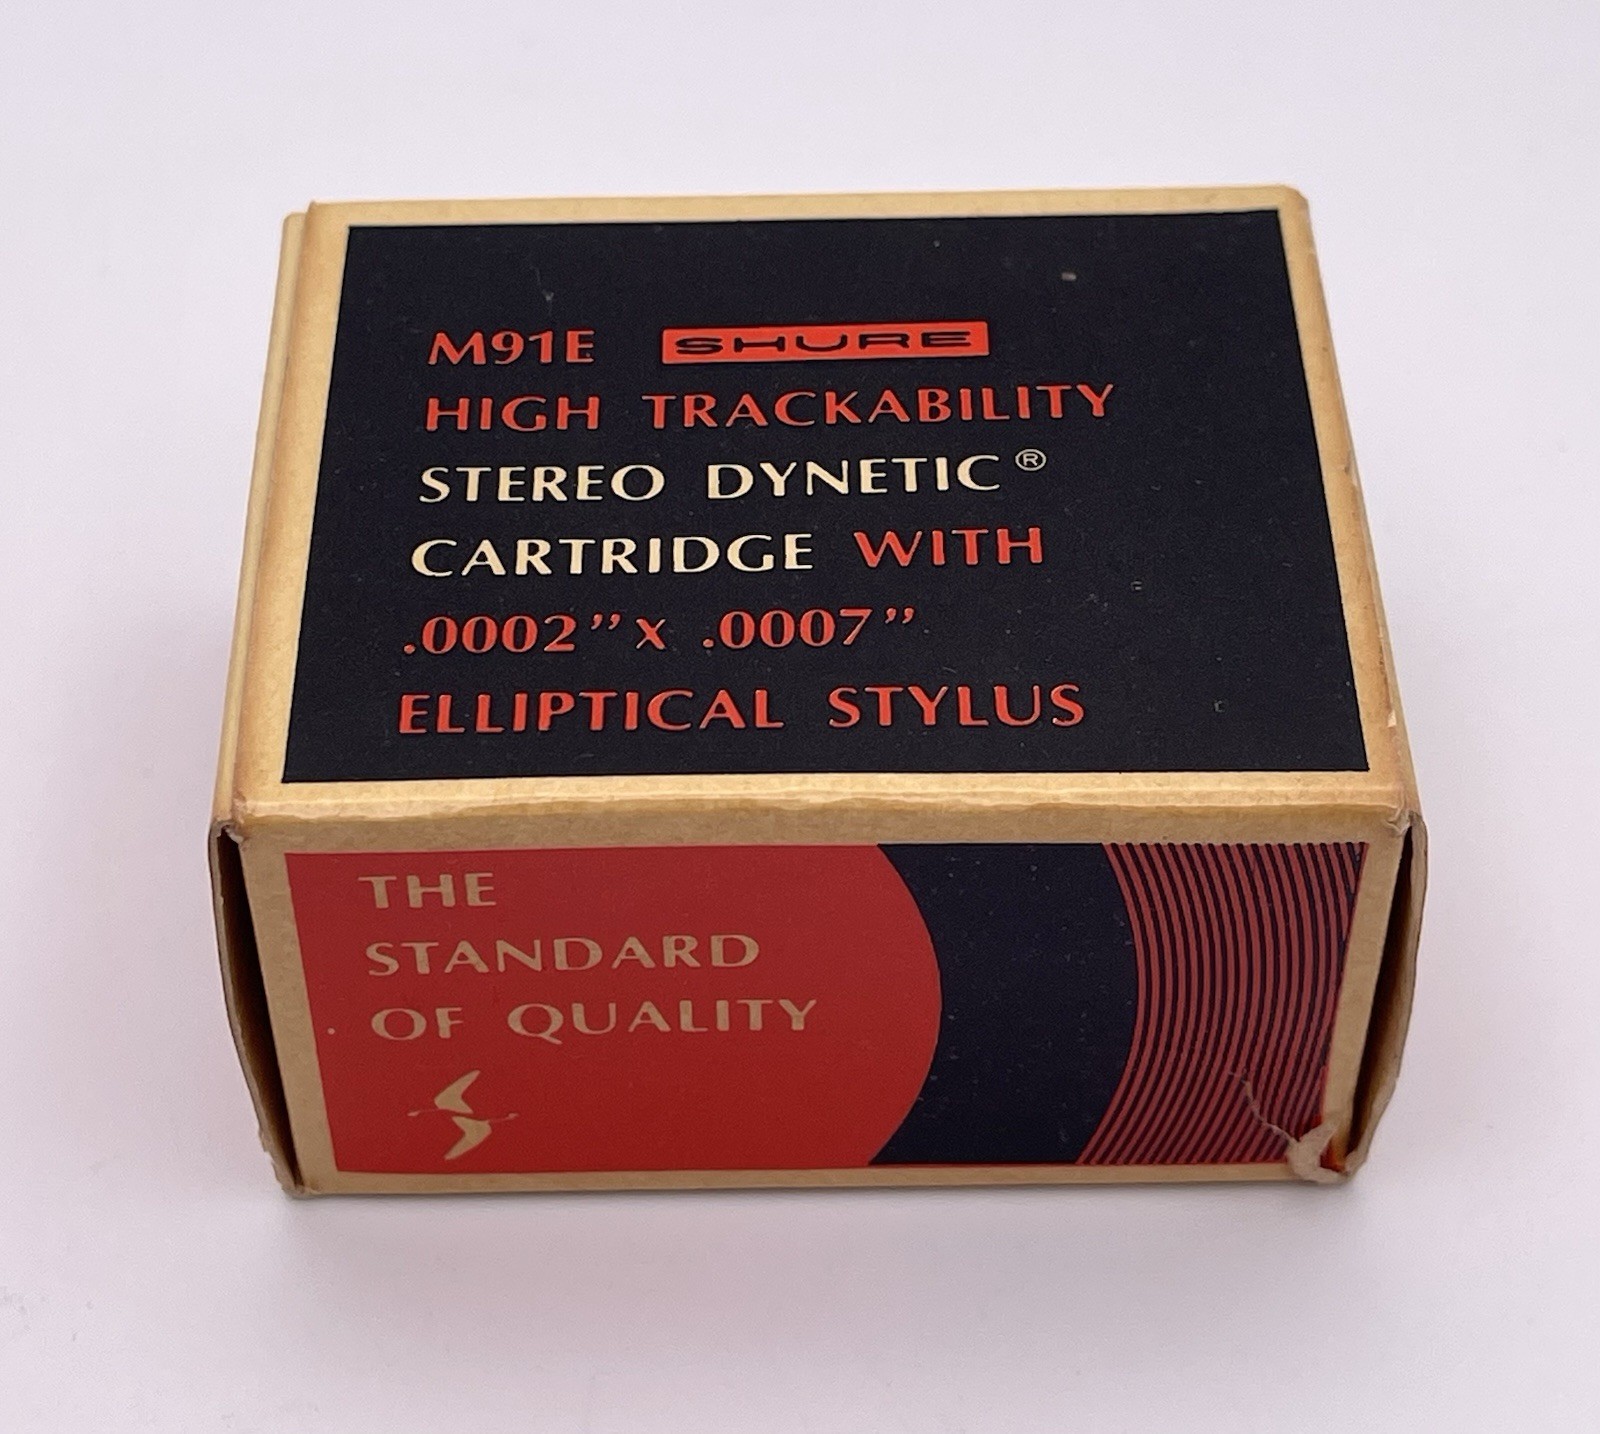 M91E SHURE
HIGH TRACKABILITY
STEREO DYNETIC®
CARTRIDGE WITH
.0002” x .0007”
ELLIPTICAL STYLUS
THE
STANDARD
OF QUALITY